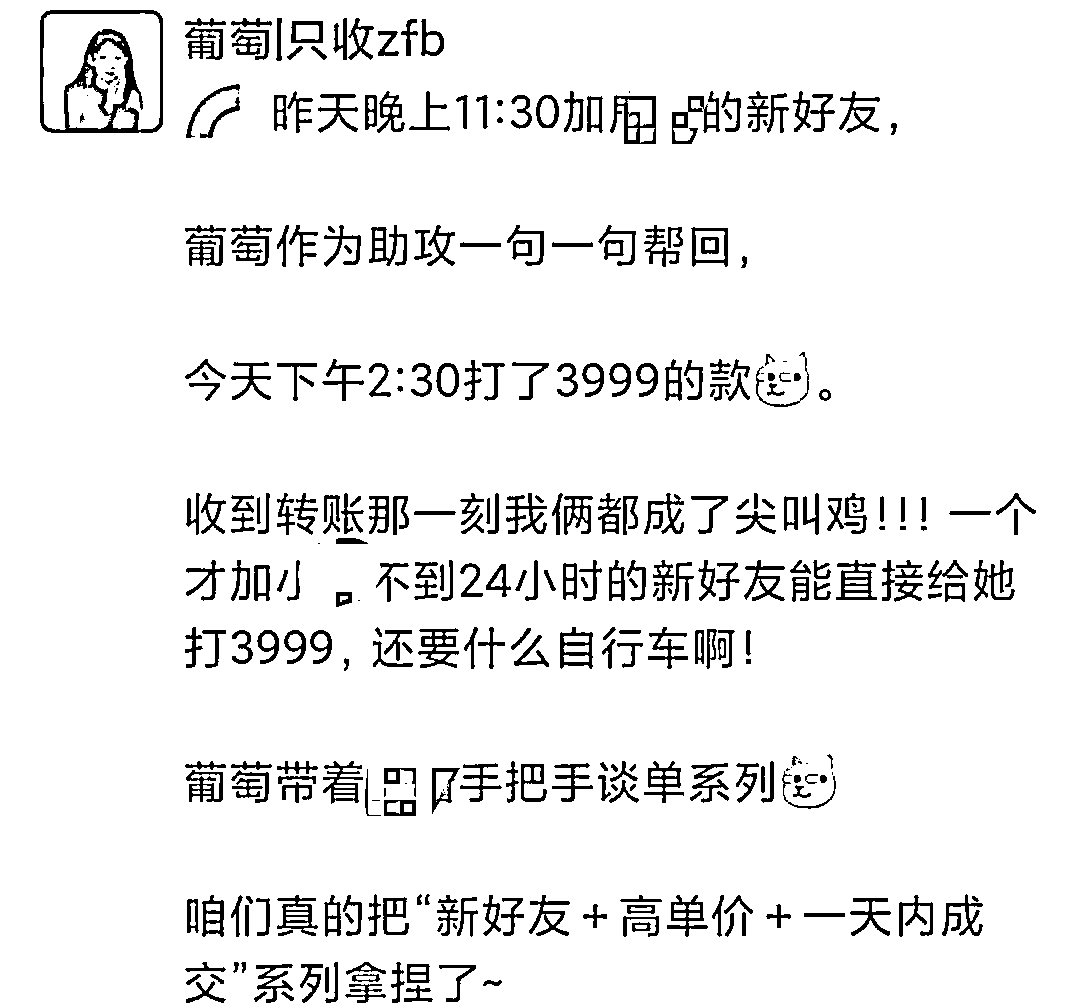 葡萄|只收zfb
昨天晚上11:30加 的新好友,
葡萄作为助攻一句一句帮回,
今天下午2:30打了3999的款。
收到转账那一刻我俩都成了尖叫鸡!!! 一个
才加小 不到24小时的新好友能直接给她
打3999, 还要什么自行车啊!
葡萄带着 手把手谈单系列
咱们真的把“新好友+高单价+一天内成
交”系列拿捏了~